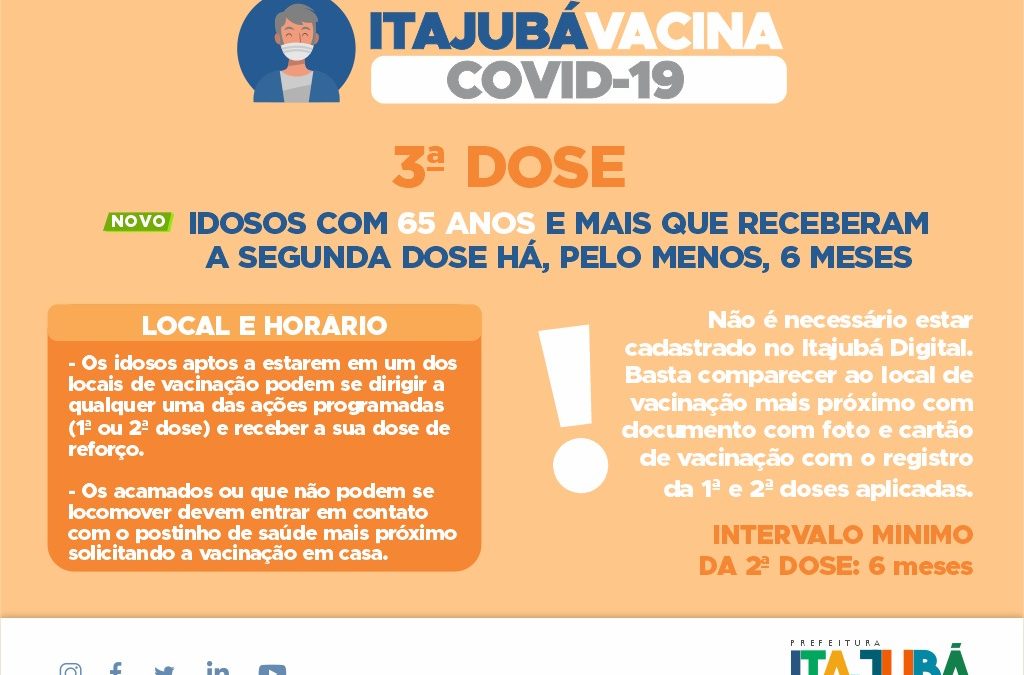 ITAJUBÁ VACINA
COVID-19
3ª DOSE
NOVO IDOSOS COM 65 ANOS E MAIS QUE RECEBERAM
A SEGUNDA DOSE HÁ, PELO MENOS, 6 MESES
LOCAL E HORÁRIO
- Os idosos aptos a estarem em um dos
locais de vacinação podem se dirigir a
qualquer uma das ações programadas
(1ª ou 2ª dose) e receber a sua dose de
reforço.
- Os acamados ou que não podem se
locomover devem entrar em contato
com o postinho de saúde mais próximo
solicitando a vacinação em casa.
!
Não é necessário estar
cadastrado no Itajubá Digital.
Basta comparecer ao local de
vacinação mais próximo com
documento com foto e cartão
de vacinação com o registro
da 1ª e 2ª doses aplicadas.
INTERVALO MINIMO
DA 2ª DOSE: 6 meses
PREFEITURA
ITAJUBÁ